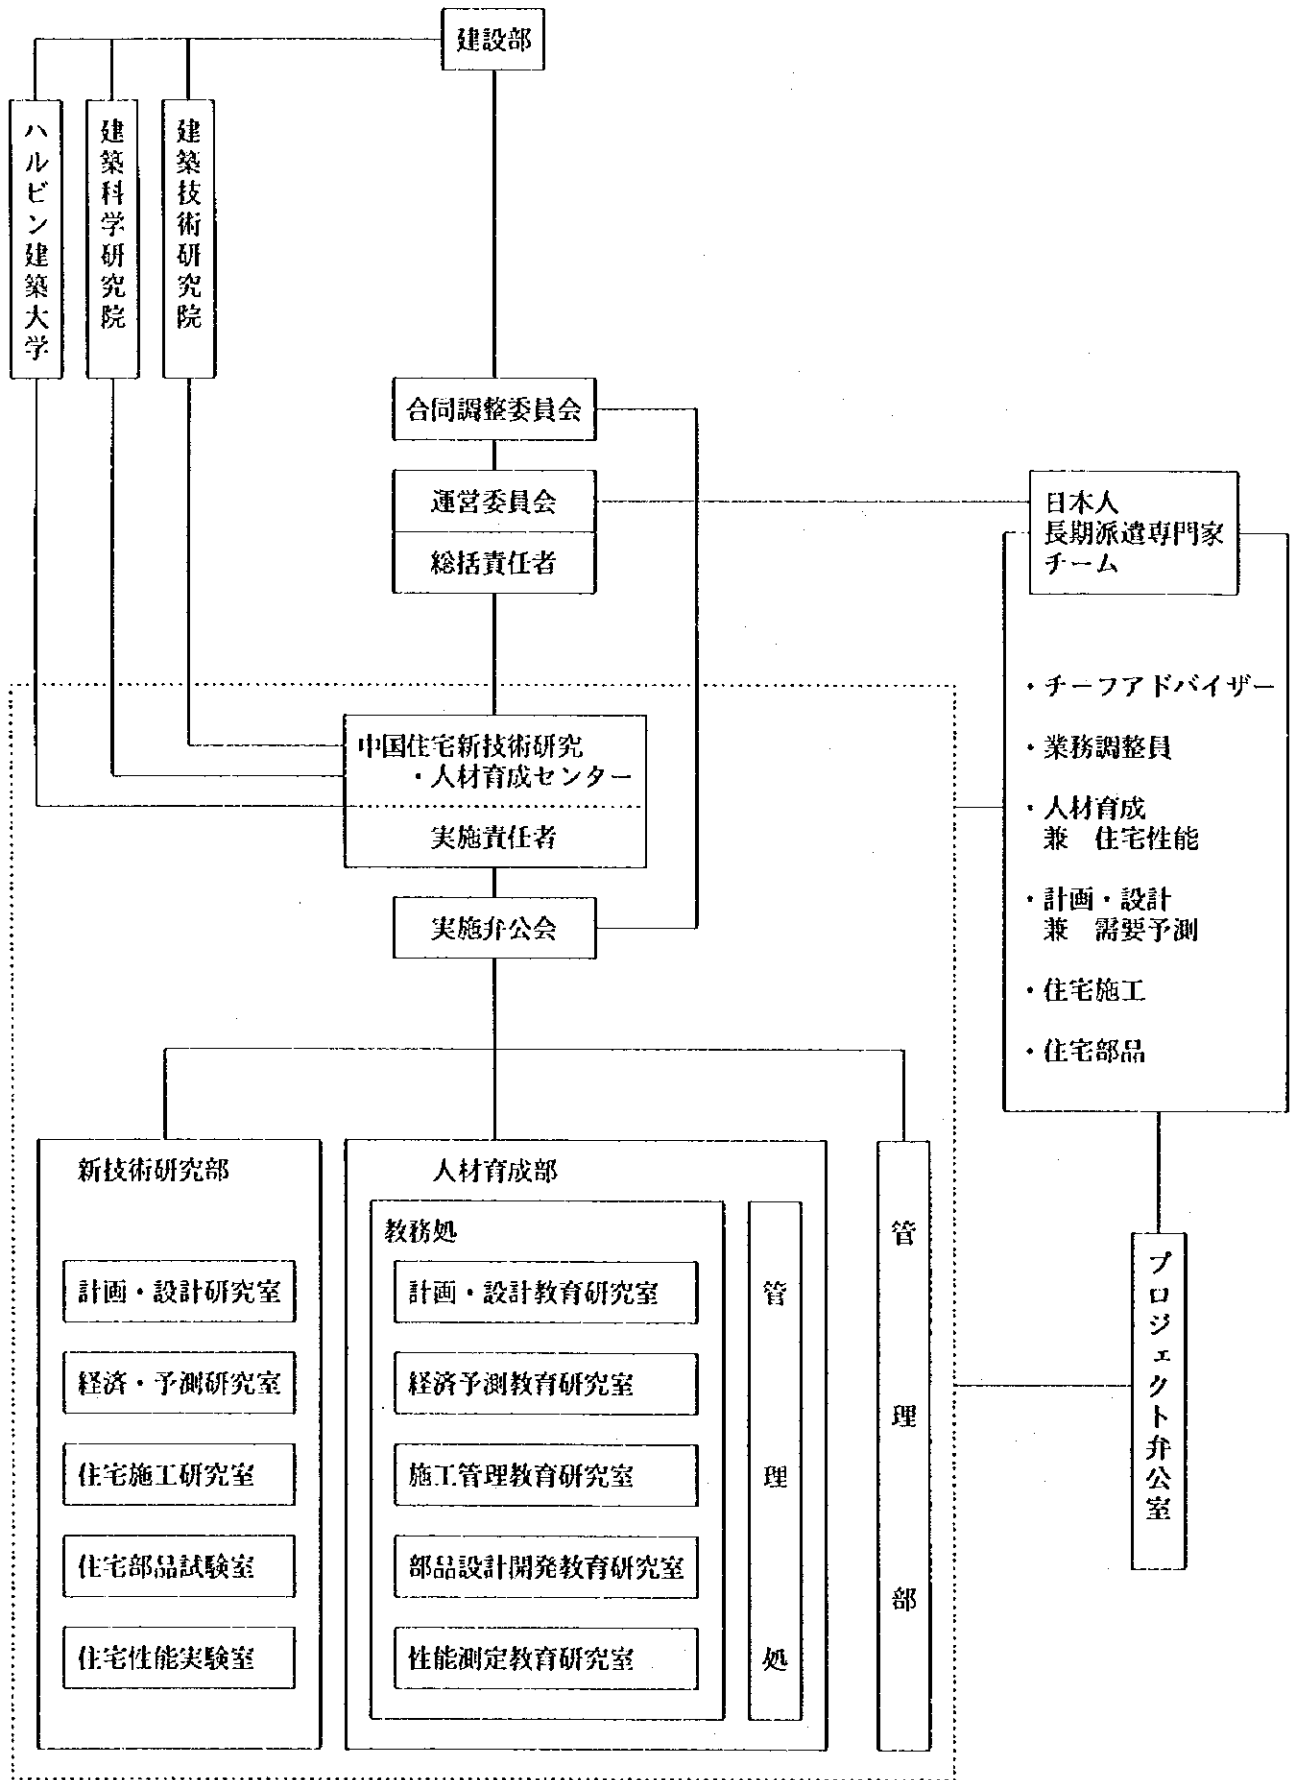 建設部
ハルビン建築大学
建築科学研究院
建築技術研究院
合同調整委員会
運営委員会
総括責任者
日本人
長期派遣専門家
チーム
・チーフアドバイザー
・業務調整員
・人材育成
兼 住宅性能
・計画・設計
兼 需要予測
・住宅施工
・住宅部品
中国住宅新技術研究
・人材育成センター
実施責任者
実施弁公会
新技術研究部
計画・設計研究室
経済・予測研究室
住宅施工研究室
住宅部品試験室
住宅性能実験室
人材育成部
教務処
計画・設計教育研究室
経済予測教育研究室
施工管理教育研究室
部品設計開発教育研究室
性能測定教育研究室
管理処
管理部
プロジェクト弁公室